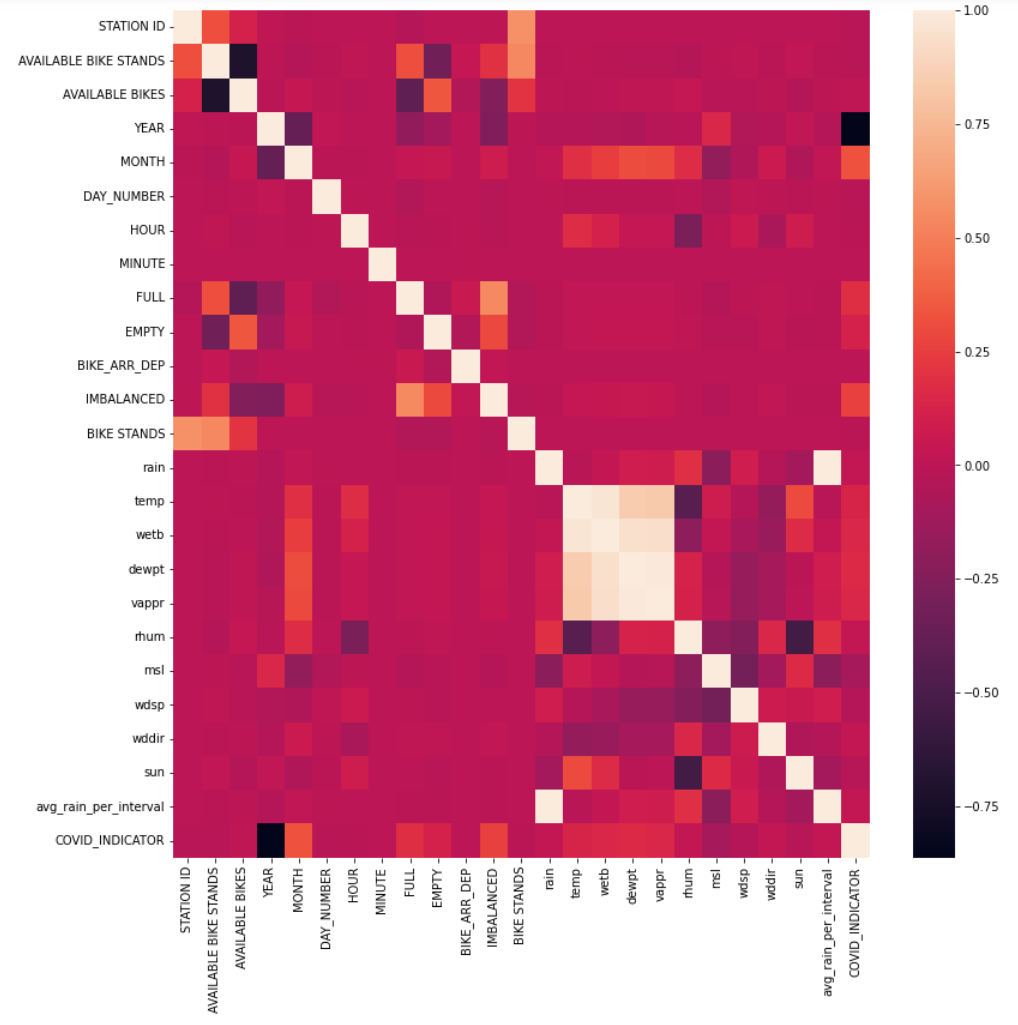 STATION ID
AVAILABLE BIKE STANDS
AVAILABLE BIKES
YEAR
MONTH
DAY_NUMBER
HOUR
MINUTE
FULL
EMPTY
BIKE_ARR_DEP
IMBALANCED
BIKE STANDS
rain
temp
wetb
dewpt
vappr
rhum
msl
wdsp
wddir
sun
avg_rain_per_interval
COVID_INDICATOR
STATION ID
AVAILABLE BIKE STANDS
AVAILABLE BIKES
YEAR
MONTH
DAY_NUMBER
HOUR
MINUTE
FULL
EMPTY
BIKE_ARR_DEP
IMBALANCED
BIKE STANDS
rain
temp
wetb
dewpt
vappr
rhum
msl
wdsp
wddir
sun
avg_rain_per_interval
COVID_INDICATOR
1.00
0.75
0.50
0.25
0.00
−0.25
−0.50
−0.75